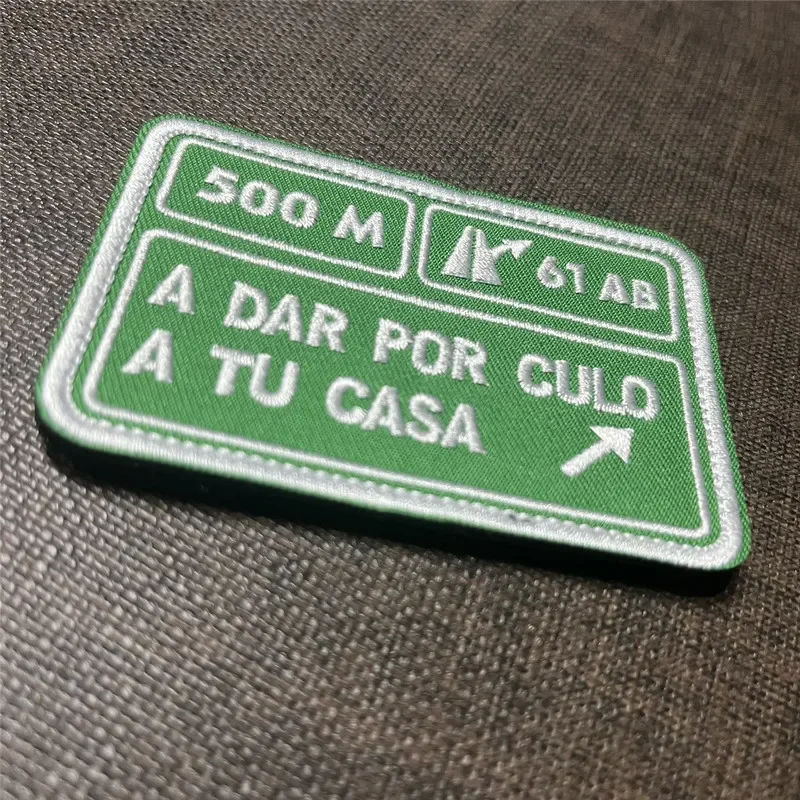 500 M
61 AB
A DAR POR CULO
A TU CASA